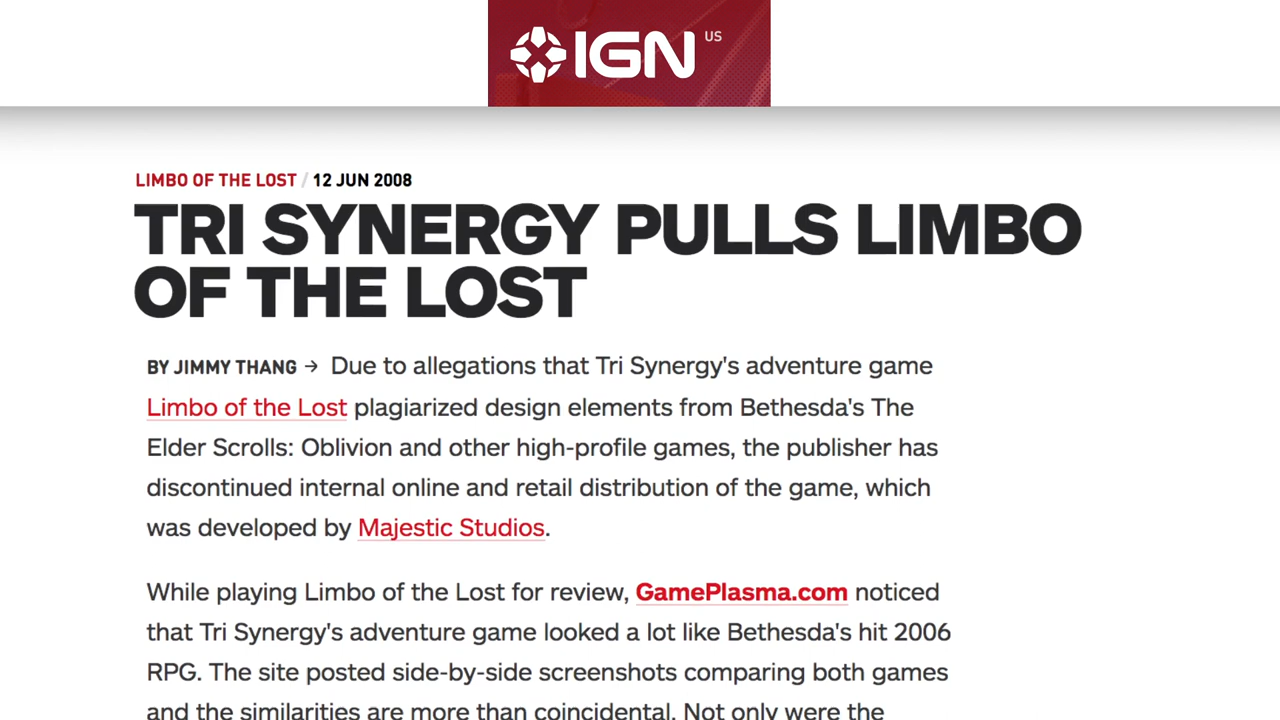 IGN US
LIMBO OF THE LOST / 12 JUN 2008
TRI SYNERGY PULLS LIMBO
OF THE LOST
BY JIMMY THANG → Due to allegations that Tri Synergy's adventure game
Limbo of the Lost plagiarized design elements from Bethesda's The
Elder Scrolls: Oblivion and other high-profile games, the publisher has
discontinued internal online and retail distribution of the game, which
was developed by Majestic Studios.
While playing Limbo of the Lost for review, GamePlasma.com noticed
that Tri Synergy's adventure game looked a lot like Bethesda's hit 2006
RPG. The site posted side-by-side screenshots comparing both games
and the similarities are more than coincidental. Not only were the